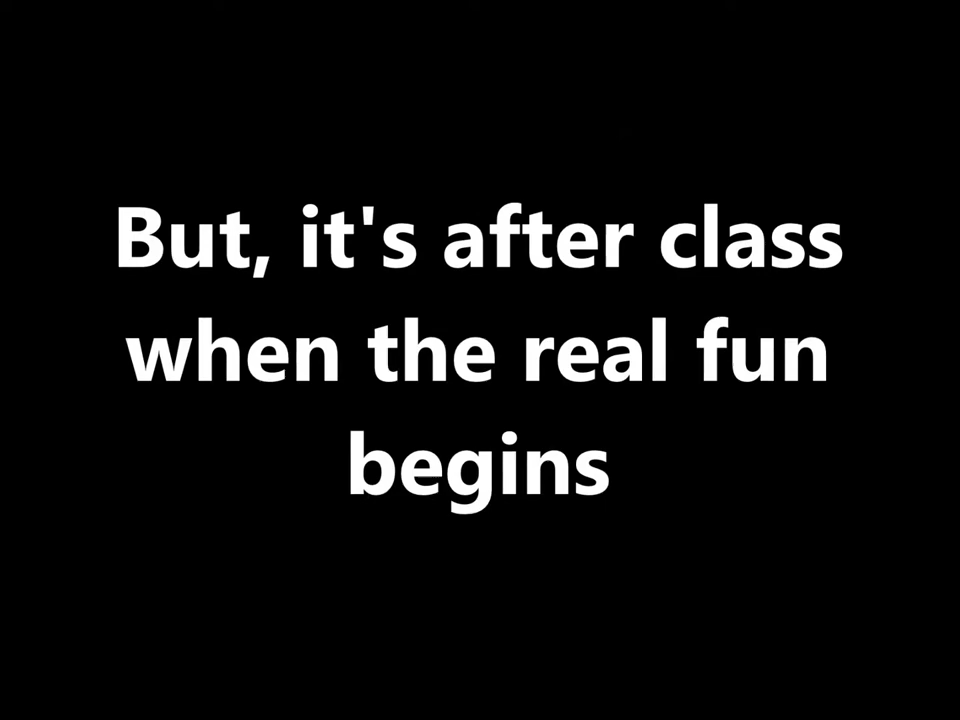 But, it's after class
when the real fun
begins